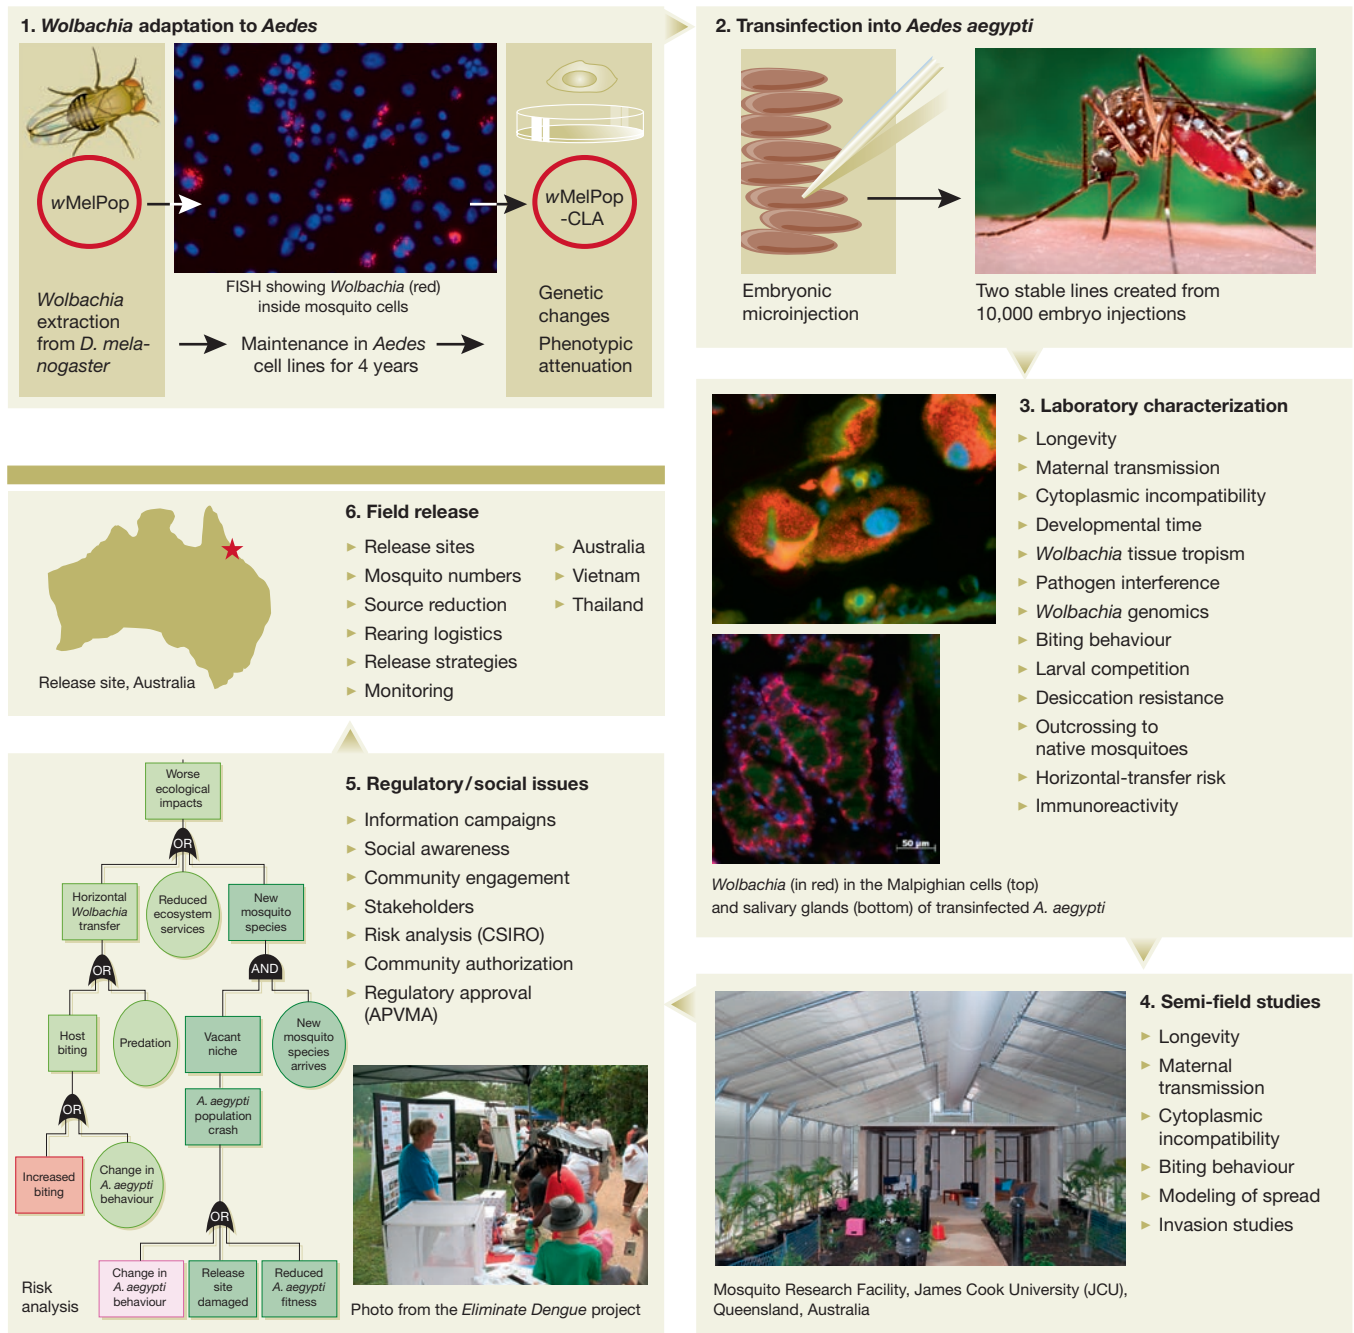 1. Wolbachia adaptation to Aedes
wMelPop
wMelPop
-CLA
FISH showing Wolbachia (red)
inside mosquito cells
Wolbachia
extraction
from D. mela-
nogaster
Maintenance in Aedes
cell lines for 4 years
Genetic
changes
Phenotypic
attenuation
2. Transinfection into Aedes aegypti
Embryonic
microinjection
Two stable lines created from
10,000 embryo injections
3. Laboratory characterization
Longevity
Maternal transmission
Cytoplasmic incompatibility
Developmental time
Wolbachia tissue tropism
Pathogen interference
Wolbachia genomics
Biting behaviour
Larval competition
Desiccation resistance
Outcrossing to
native mosquitoes
Horizontal-transfer risk
Immunoreactivity
50 µm
Wolbachia (in red) in the Malpighian cells (top)
and salivary glands (bottom) of transinfected A. aegypti
4. Semi-field studies
Longevity
Maternal
transmission
Cytoplasmic
incompatibility
Biting behaviour
Modeling of spread
Invasion studies
Mosquito Research Facility, James Cook University (JCU),
Queensland, Australia
5. Regulatory/social issues
Information campaigns
Social awareness
Community engagement
Stakeholders
Risk analysis (CSIRO)
Community authorization
Regulatory approval
(APVMA)
Worse
ecological
impacts
OR
Horizontal
Wolbachia
transfer
Reduced
ecosystem
services
New
mosquito
species
OR
AND
Host
biting
Predation
Vacant
niche
New
mosquito
species
arrives
OR
A. aegypti
population
crash
Increased
biting
Change in
A. aegypti
behaviour
OR
Change in
A. aegypti
behaviour
Release
site
damaged
Reduced
A. aegypti
fitness
Risk
analysis
Photo from the Eliminate Dengue project
6. Field release
Release sites
Mosquito numbers
Source reduction
Rearing logistics
Release strategies
Monitoring
Australia
Vietnam
Thailand
Release site, Australia